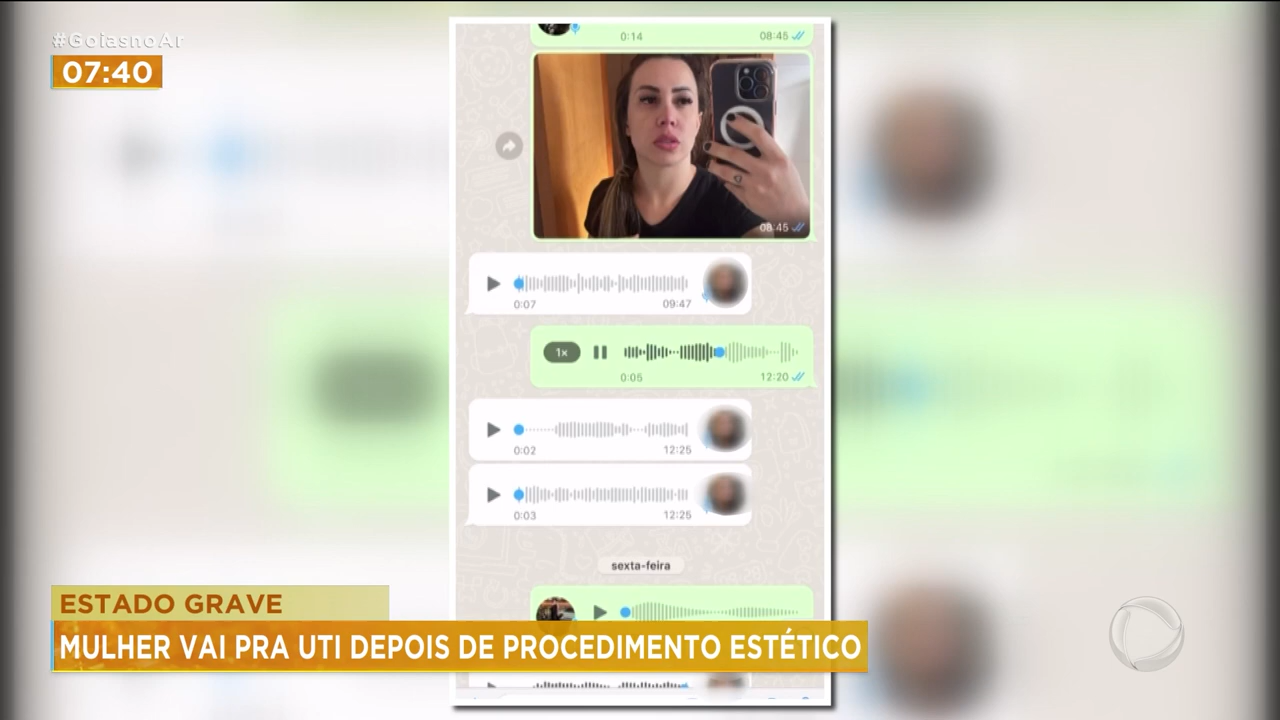 #GoiasnoAr
07:40
0:14
08:45
08:45
0:07
09:47
1x
0:05
12:20
0:02
12:25
0:03
12:25
sexta-feira
ESTADO GRAVE
MULHER VAI PRA UTI DEPOIS DE PROCEDIMENTO ESTÉTICO